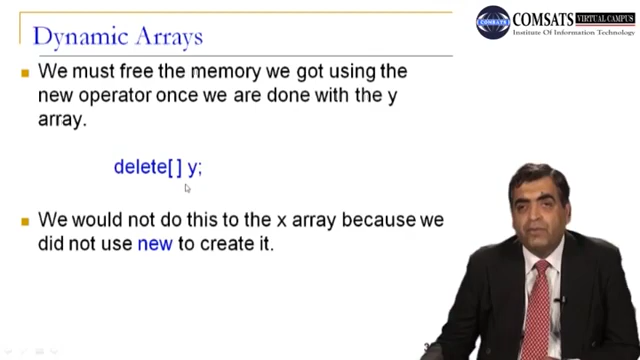 COMSATS
COMSATS
VIRTUAL CAMPUS
Institute Of Information Technology
Dynamic Arrays
We must free the memory we got using the
new operator once we are done with the y
array.
delete[ ] y;
We would not do this to the x array because we
did not use new to create it.